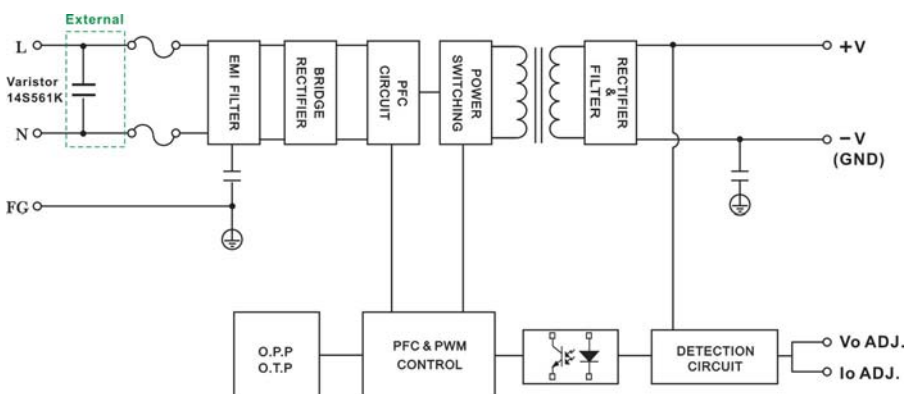 External
L
Varistor
14S561K
N
FG
EMI FILTER
BRIDGE
RECTIFIER
PFC
CIRCUIT
POWER
SWITCHING
RECTIFIER
&
FILTER
+V
-V
(GND)
O.P.P
O.T.P
PFC & PWM
CONTROL
DETECTION
CIRCUIT
Vo ADJ.
Io ADJ.